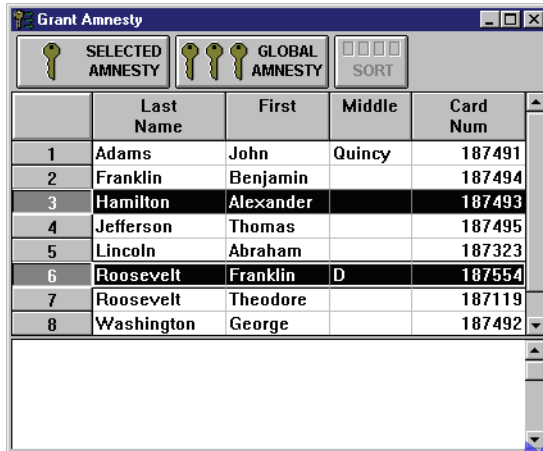 Grant Amnesty
SELECTED AMNESTY GLOBAL AMNESTY SORT
Last Name First Middle Card Num
1 Adams John Quincy 187491
2 Franklin Benjamin 187494
3 Hamilton Alexander 187493
4 Jefferson Thomas 187495
5 Lincoln Abraham 187323
6 Roosevelt Franklin D 187554
7 Roosevelt Theodore 187119
8 Washington George 187492